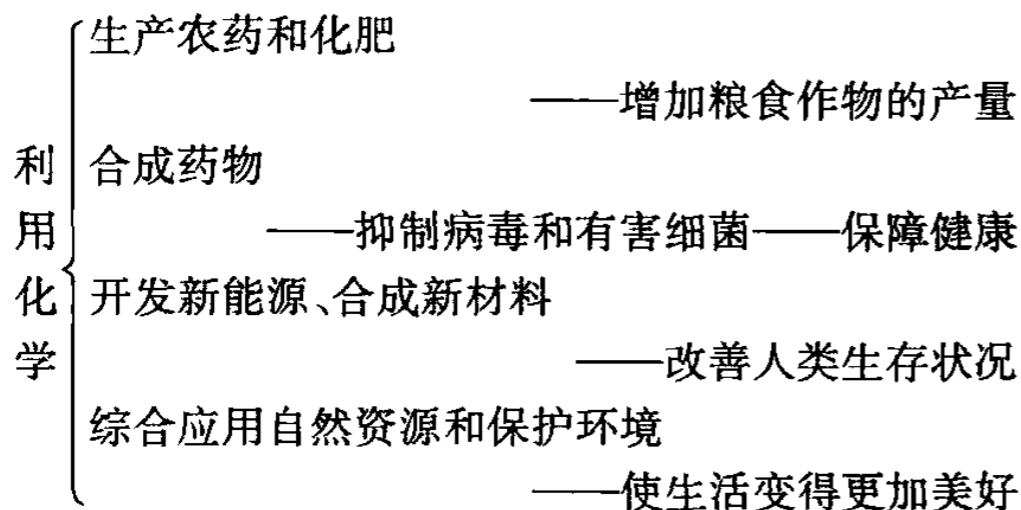 利用化学
生产农药和化肥
——增加粮食作物的产量
合成药物
——抑制病毒和有害细菌——保障健康
开发新能源、合成新材料
——改善人类生存状况
综合应用自然资源和保护环境
——使生活变得更加美好